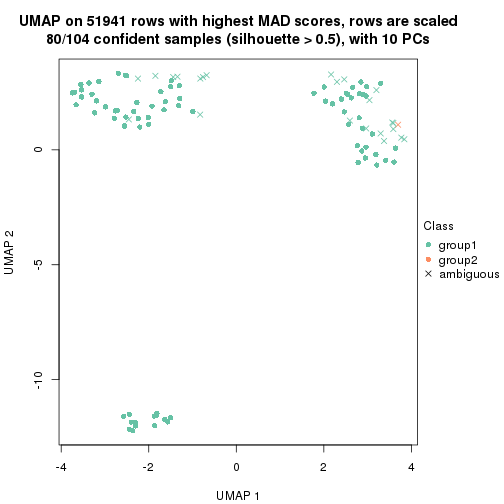 UMAP on 51941 rows with highest MAD scores, rows are scaled
80/104 confident samples (silhouette > 0.5), with 10 PCs
0
-5
-10
UMAP 2
-4
-2
0
2
4
UMAP 1
Class
group1
group2
ambiguous